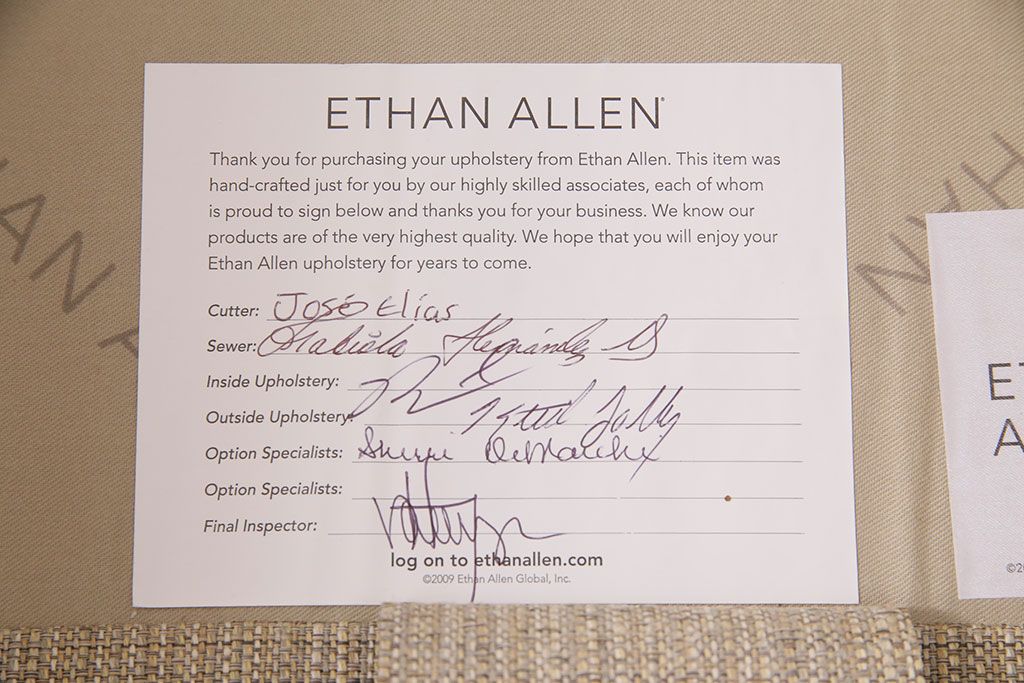 ETHAN ALLEN®
Thank you for purchasing your upholstery from Ethan Allen. This item was
hand-crafted just for you by our highly skilled associates, each of whom
is proud to sign below and thanks you for your business. We know our
products are of the very highest quality. We hope that you will enjoy your
Ethan Allen upholstery for years to come.
Cutter: José Elías
Sewer: Hernández
Inside Upholstery:
Outside Upholstery:
Option Specialists:
Option Specialists:
Final Inspector:
log on to ethanallen.com
©2009 Ethan Allen Global, Inc.